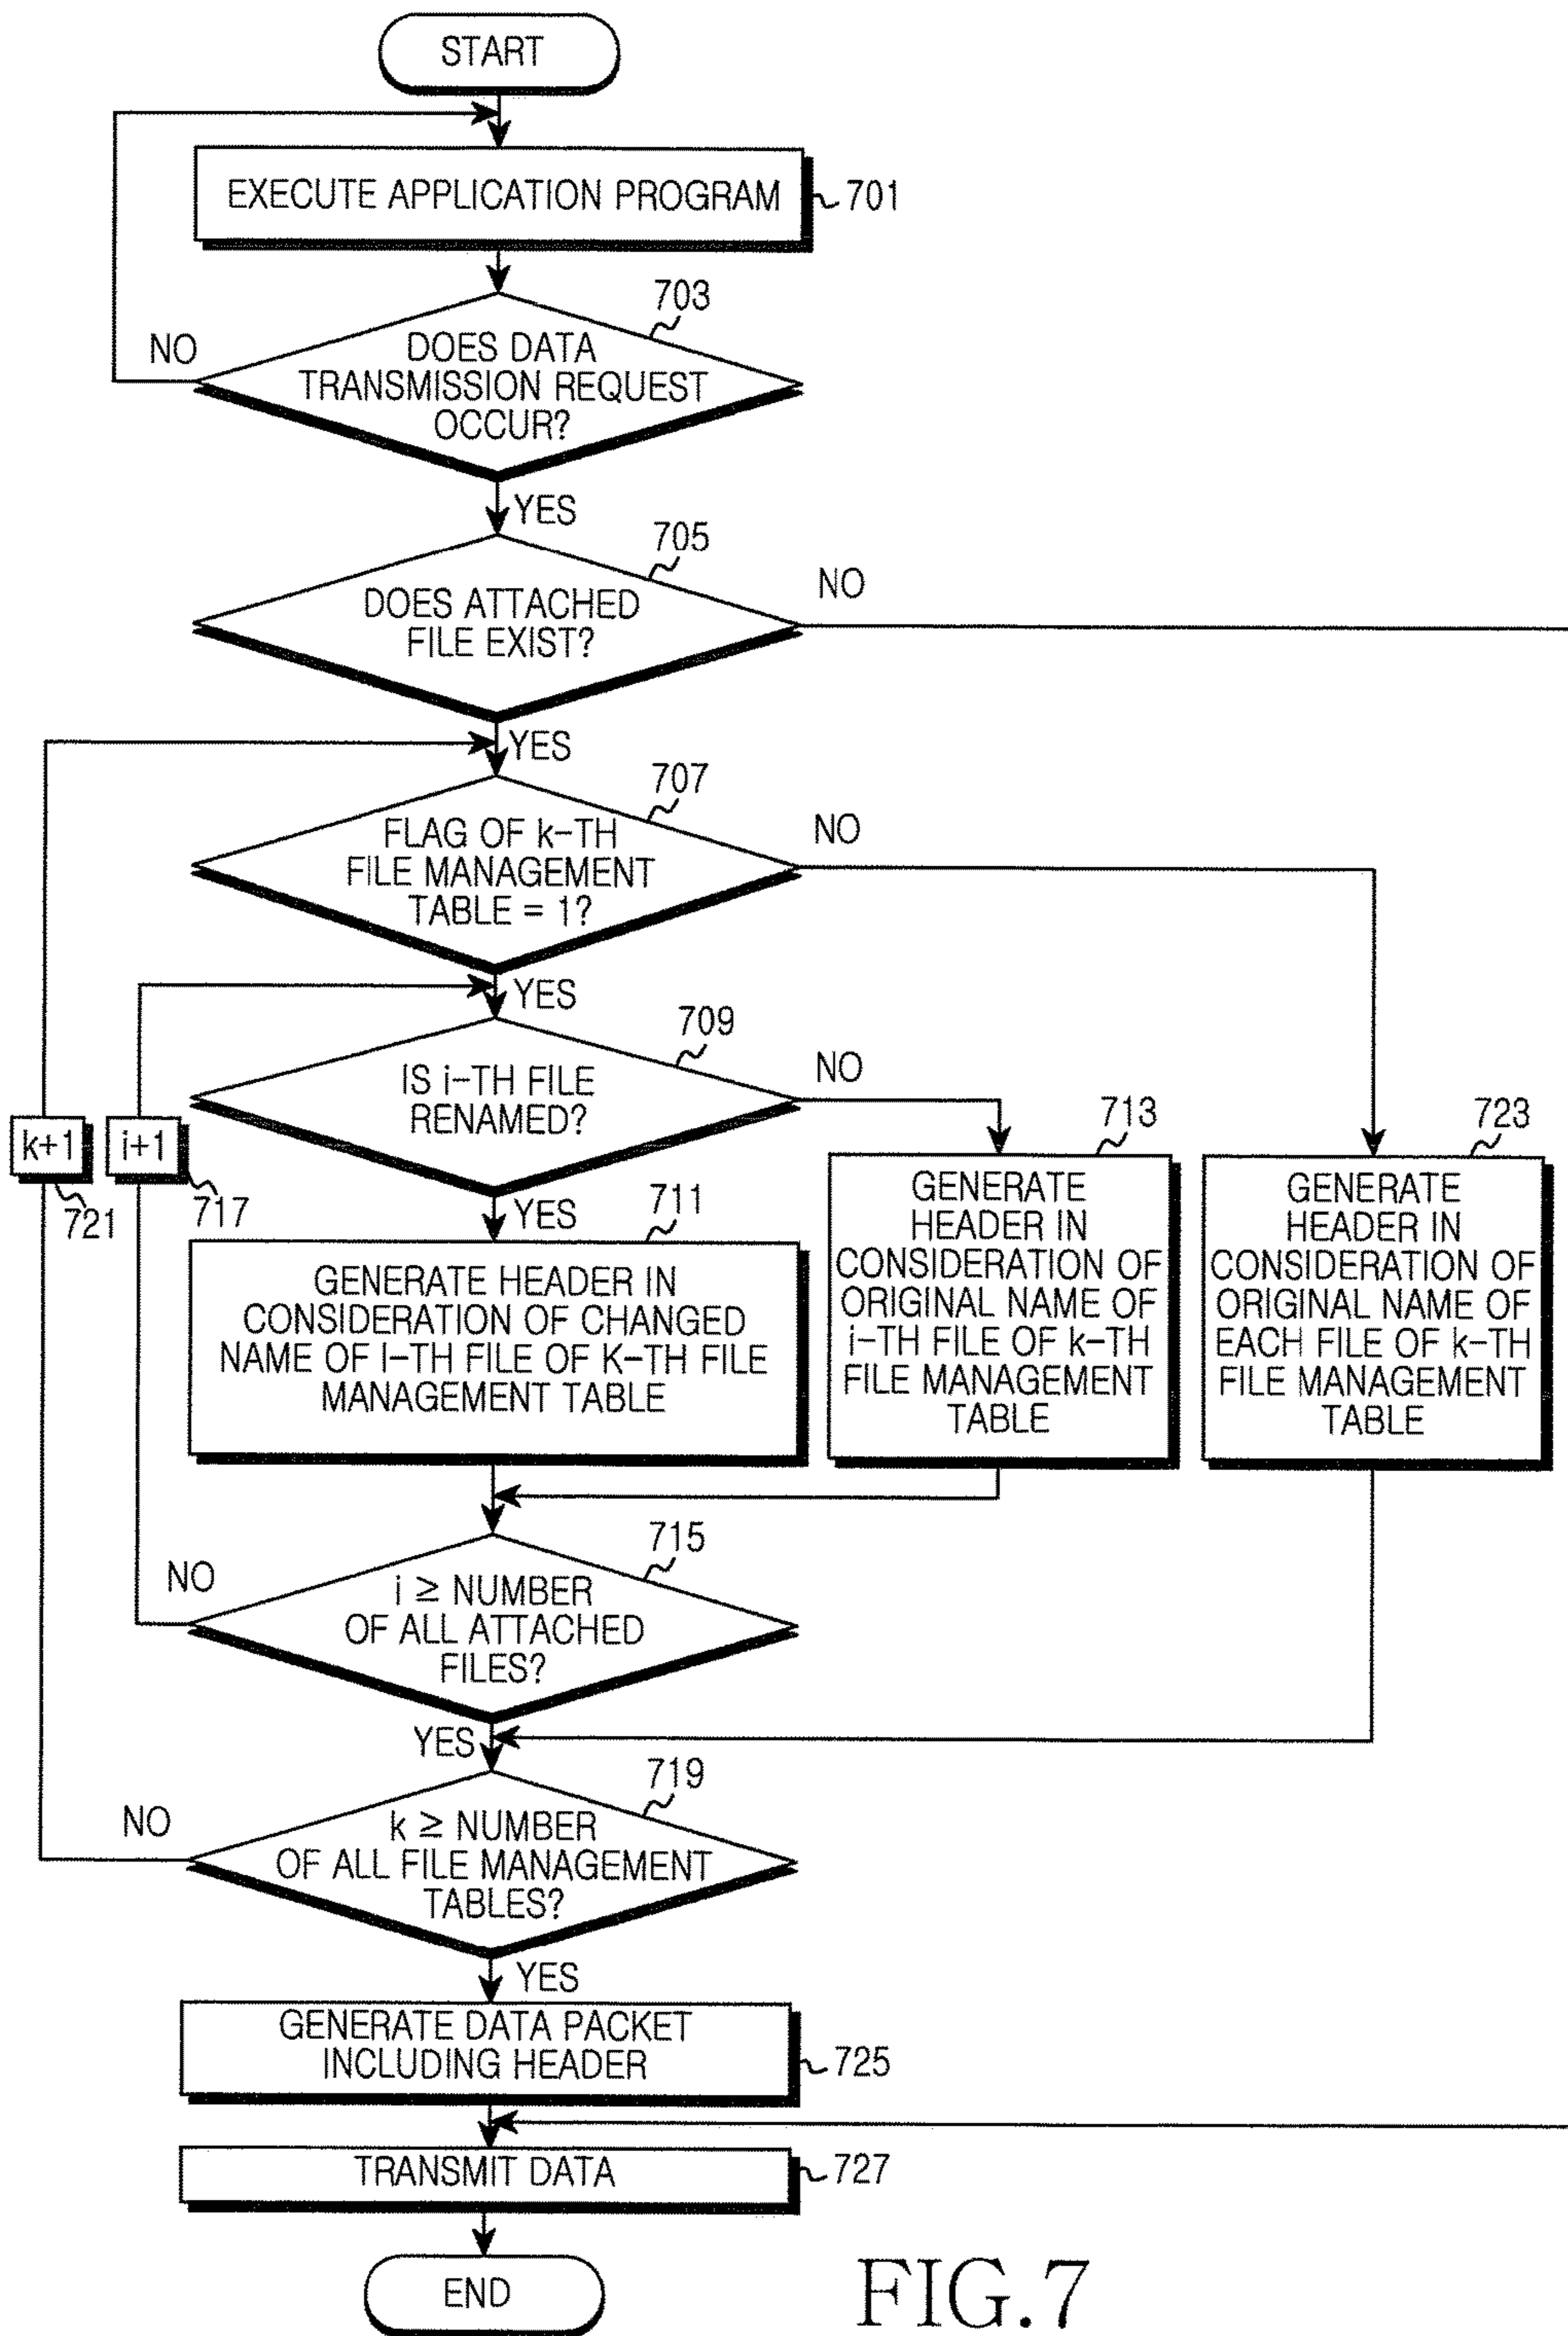 START
EXECUTE APPLICATION PROGRAM
701
703
DOES DATA
TRANSMISSION REQUEST
OCCUR?
NO
YES
705
DOES ATTACHED
FILE EXIST?
NO
YES
707
FLAG OF k-TH
FILE MANAGEMENT
TABLE = 1?
NO
YES
709
IS i-TH FILE
RENAMED?
NO
YES
k+1
721
i+1
717
711
GENERATE HEADER IN
CONSIDERATION OF CHANGED
NAME OF I-TH FILE OF K-TH FILE
MANAGEMENT TABLE
713
GENERATE
HEADER IN
CONSIDERATION OF
ORIGINAL NAME OF
i-TH FILE OF k-TH
FILE MANAGEMENT
TABLE
723
GENERATE
HEADER IN
CONSIDERATION OF
ORIGINAL NAME OF
EACH FILE OF k-TH
FILE MANAGEMENT
TABLE
715
i ≥ NUMBER
OF ALL ATTACHED
FILES?
NO
YES
719
k ≥ NUMBER
OF ALL FILE MANAGEMENT
TABLES?
NO
YES
GENERATE DATA PACKET
INCLUDING HEADER
725
TRANSMIT DATA
727
END
FIG.7